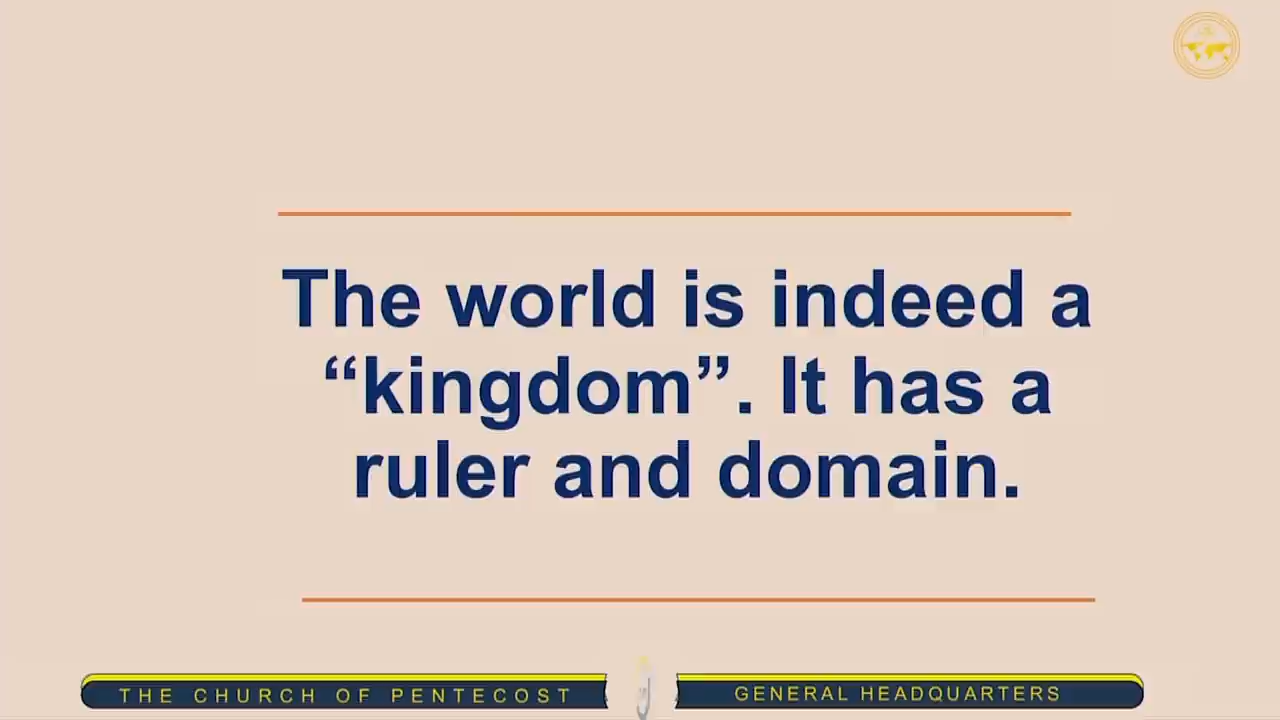 The world is indeed a
“kingdom”. It has a
ruler and domain.
THE CHURCH OF PENTECOST
GENERAL HEADQUARTERS